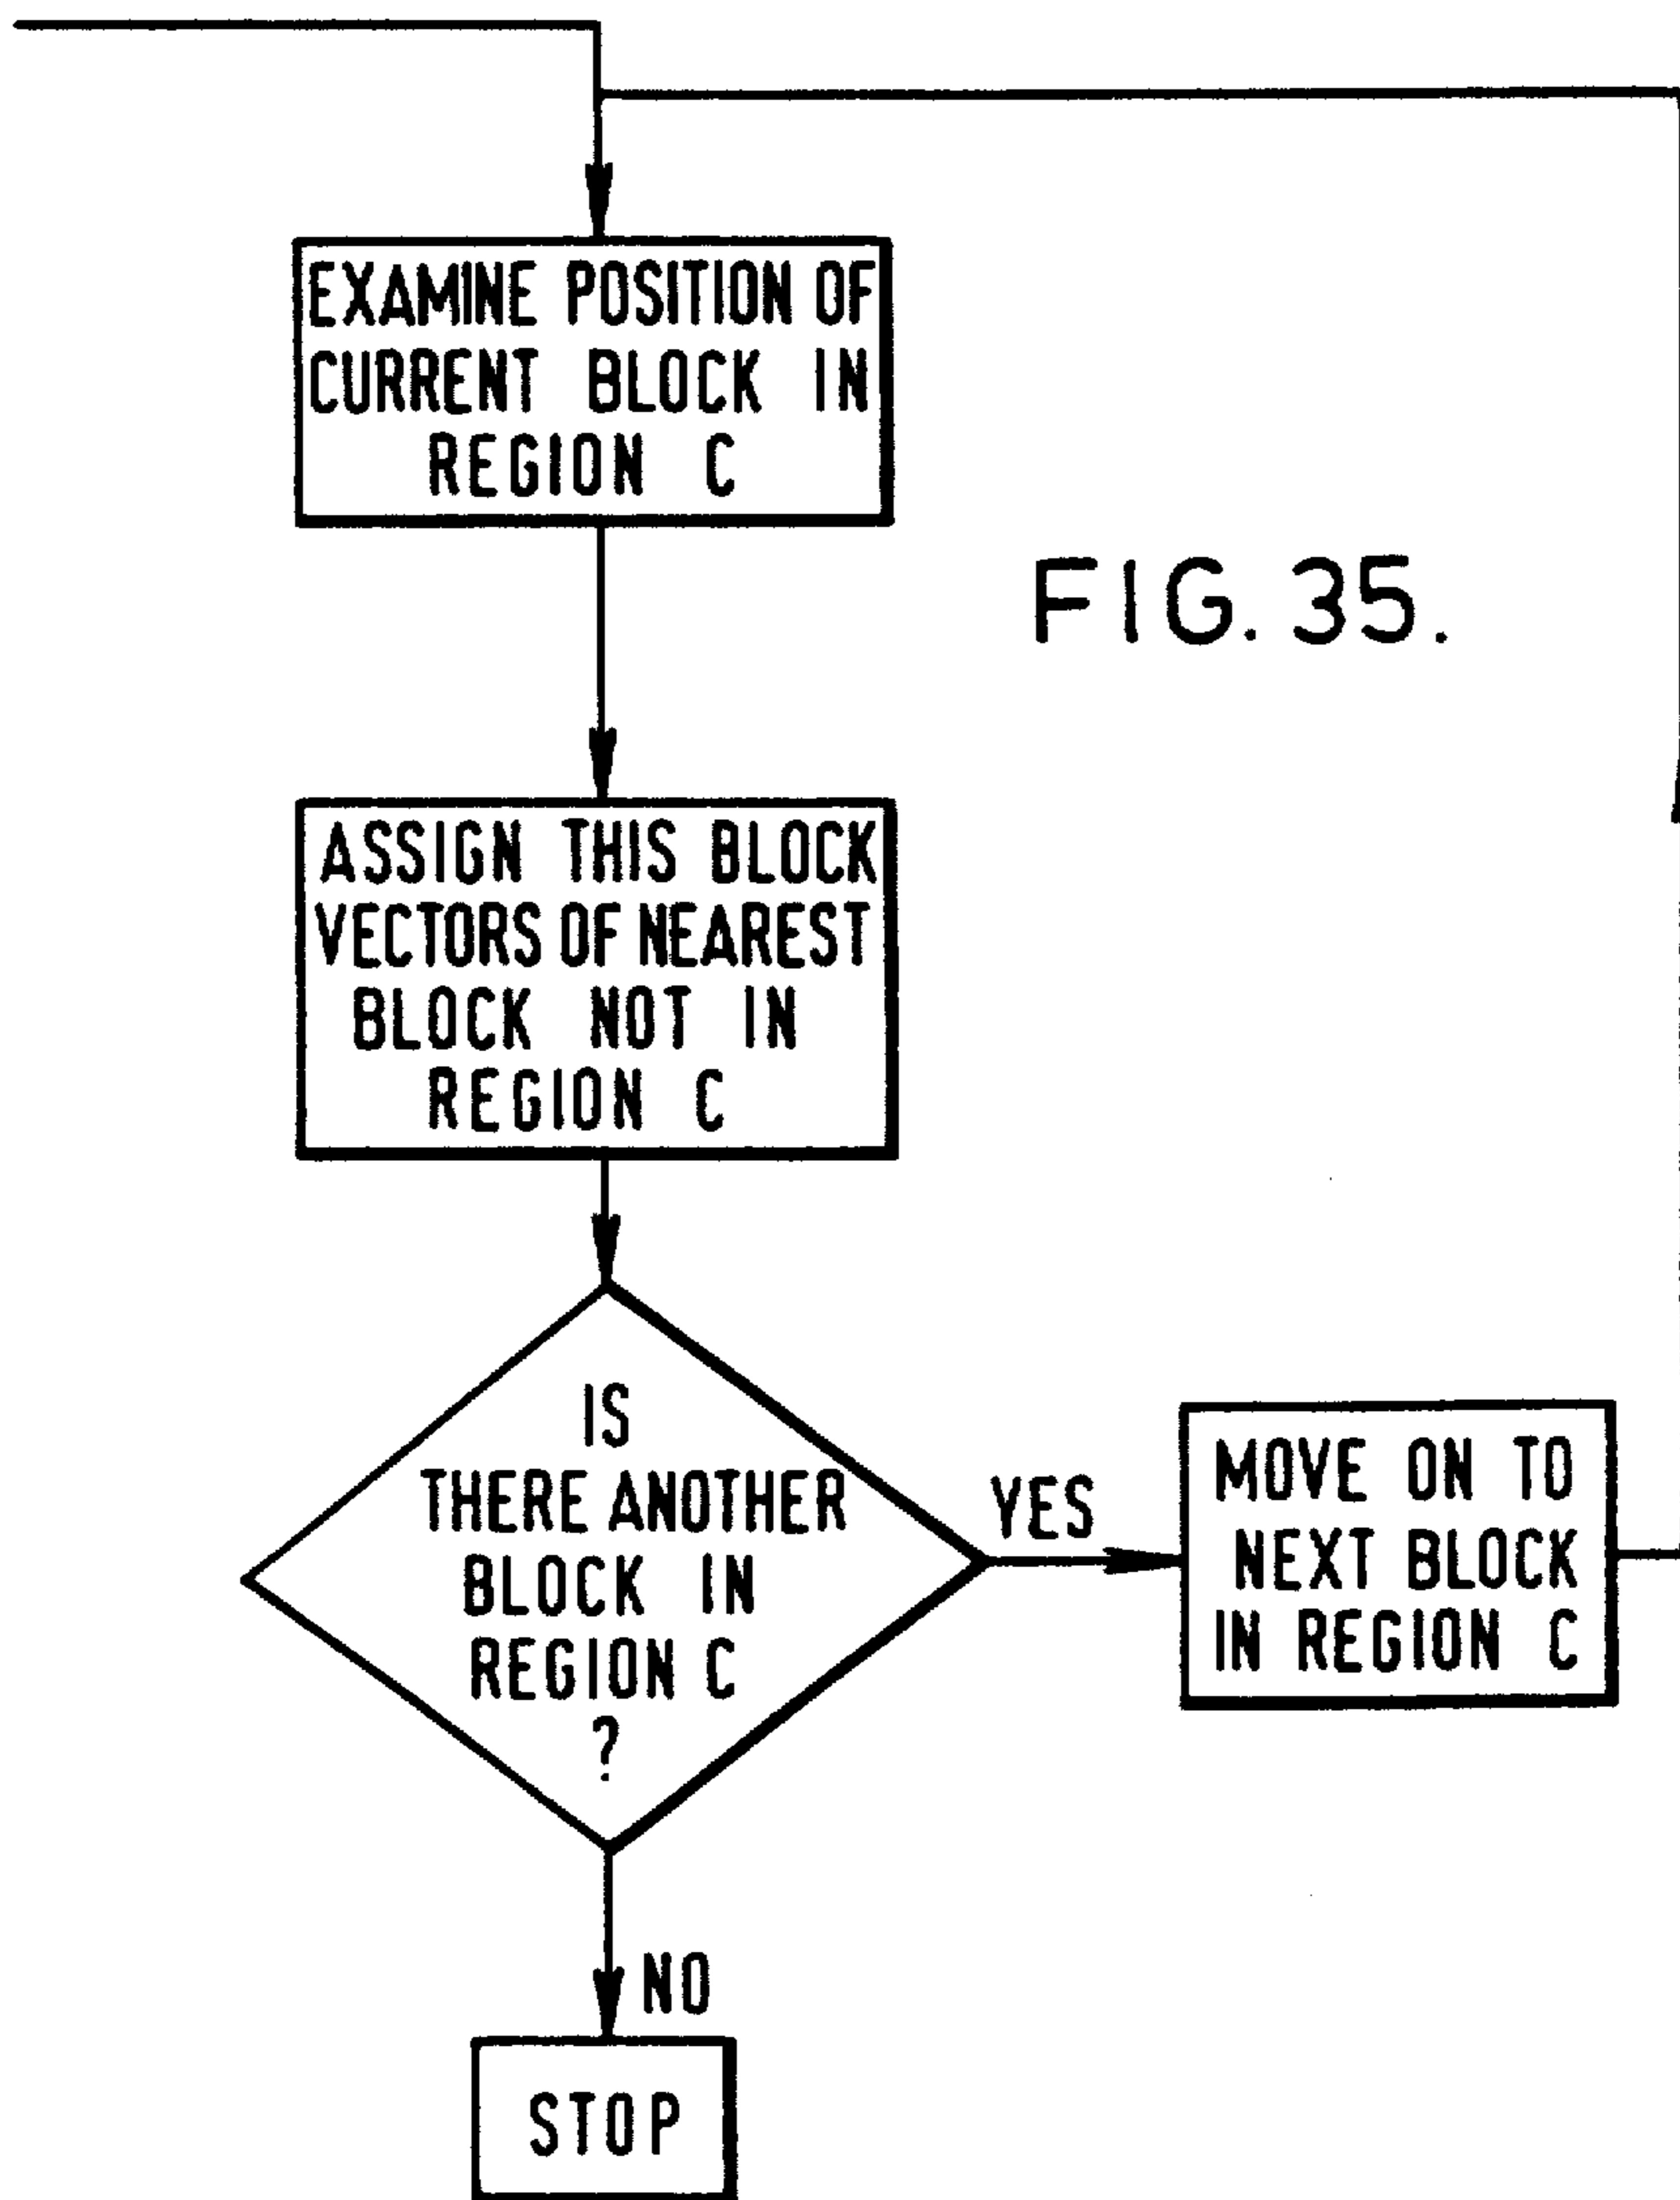 EXAMINE POSITION OF
CURRENT BLOCK IN
REGION C
FIG. 35.
ASSIGN THIS BLOCK
VECTORS OF NEAREST
BLOCK NOT IN
REGION C
IS
THERE ANOTHER
BLOCK IN
REGION C
?
YES
MOVE ON TO
NEXT BLOCK
IN REGION C
NO
STOP